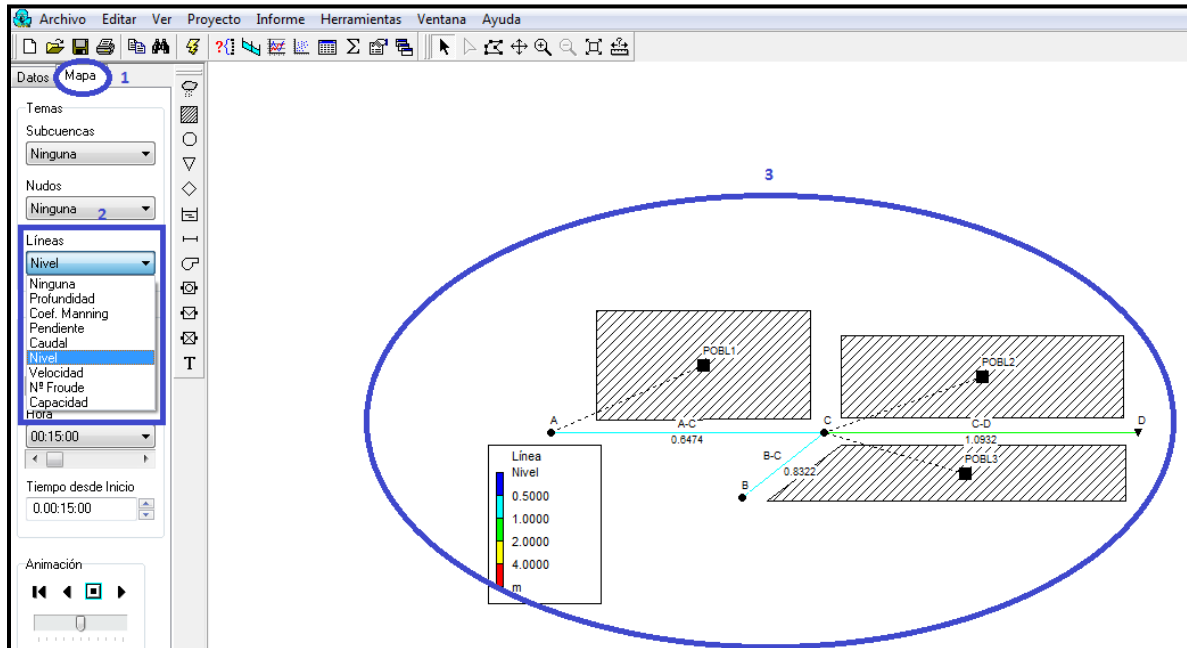 Archivo Editar Ver Proyecto Informe Herramientas Ventana Ayuda
Datos Mapa 1
Temas
Subcuencas
Ninguna
Nudos
Ninguna 2
Líneas
Nivel
Ninguna
Profundidad
Coef. Manning
Pendiente
Caudal
Nivel
Velocidad
Nº Froude
Capacidad
Hora
00:15:00
Tiempo desde Inicio
0.00:15:00
Animación
T
3
POBL1
POBL2
A
A-C
0.6474
C
C-D
1.0932
D
B-C
0.8322
B
POBL3
Línea
Nivel
0.5000
1.0000
2.0000
4.0000
m